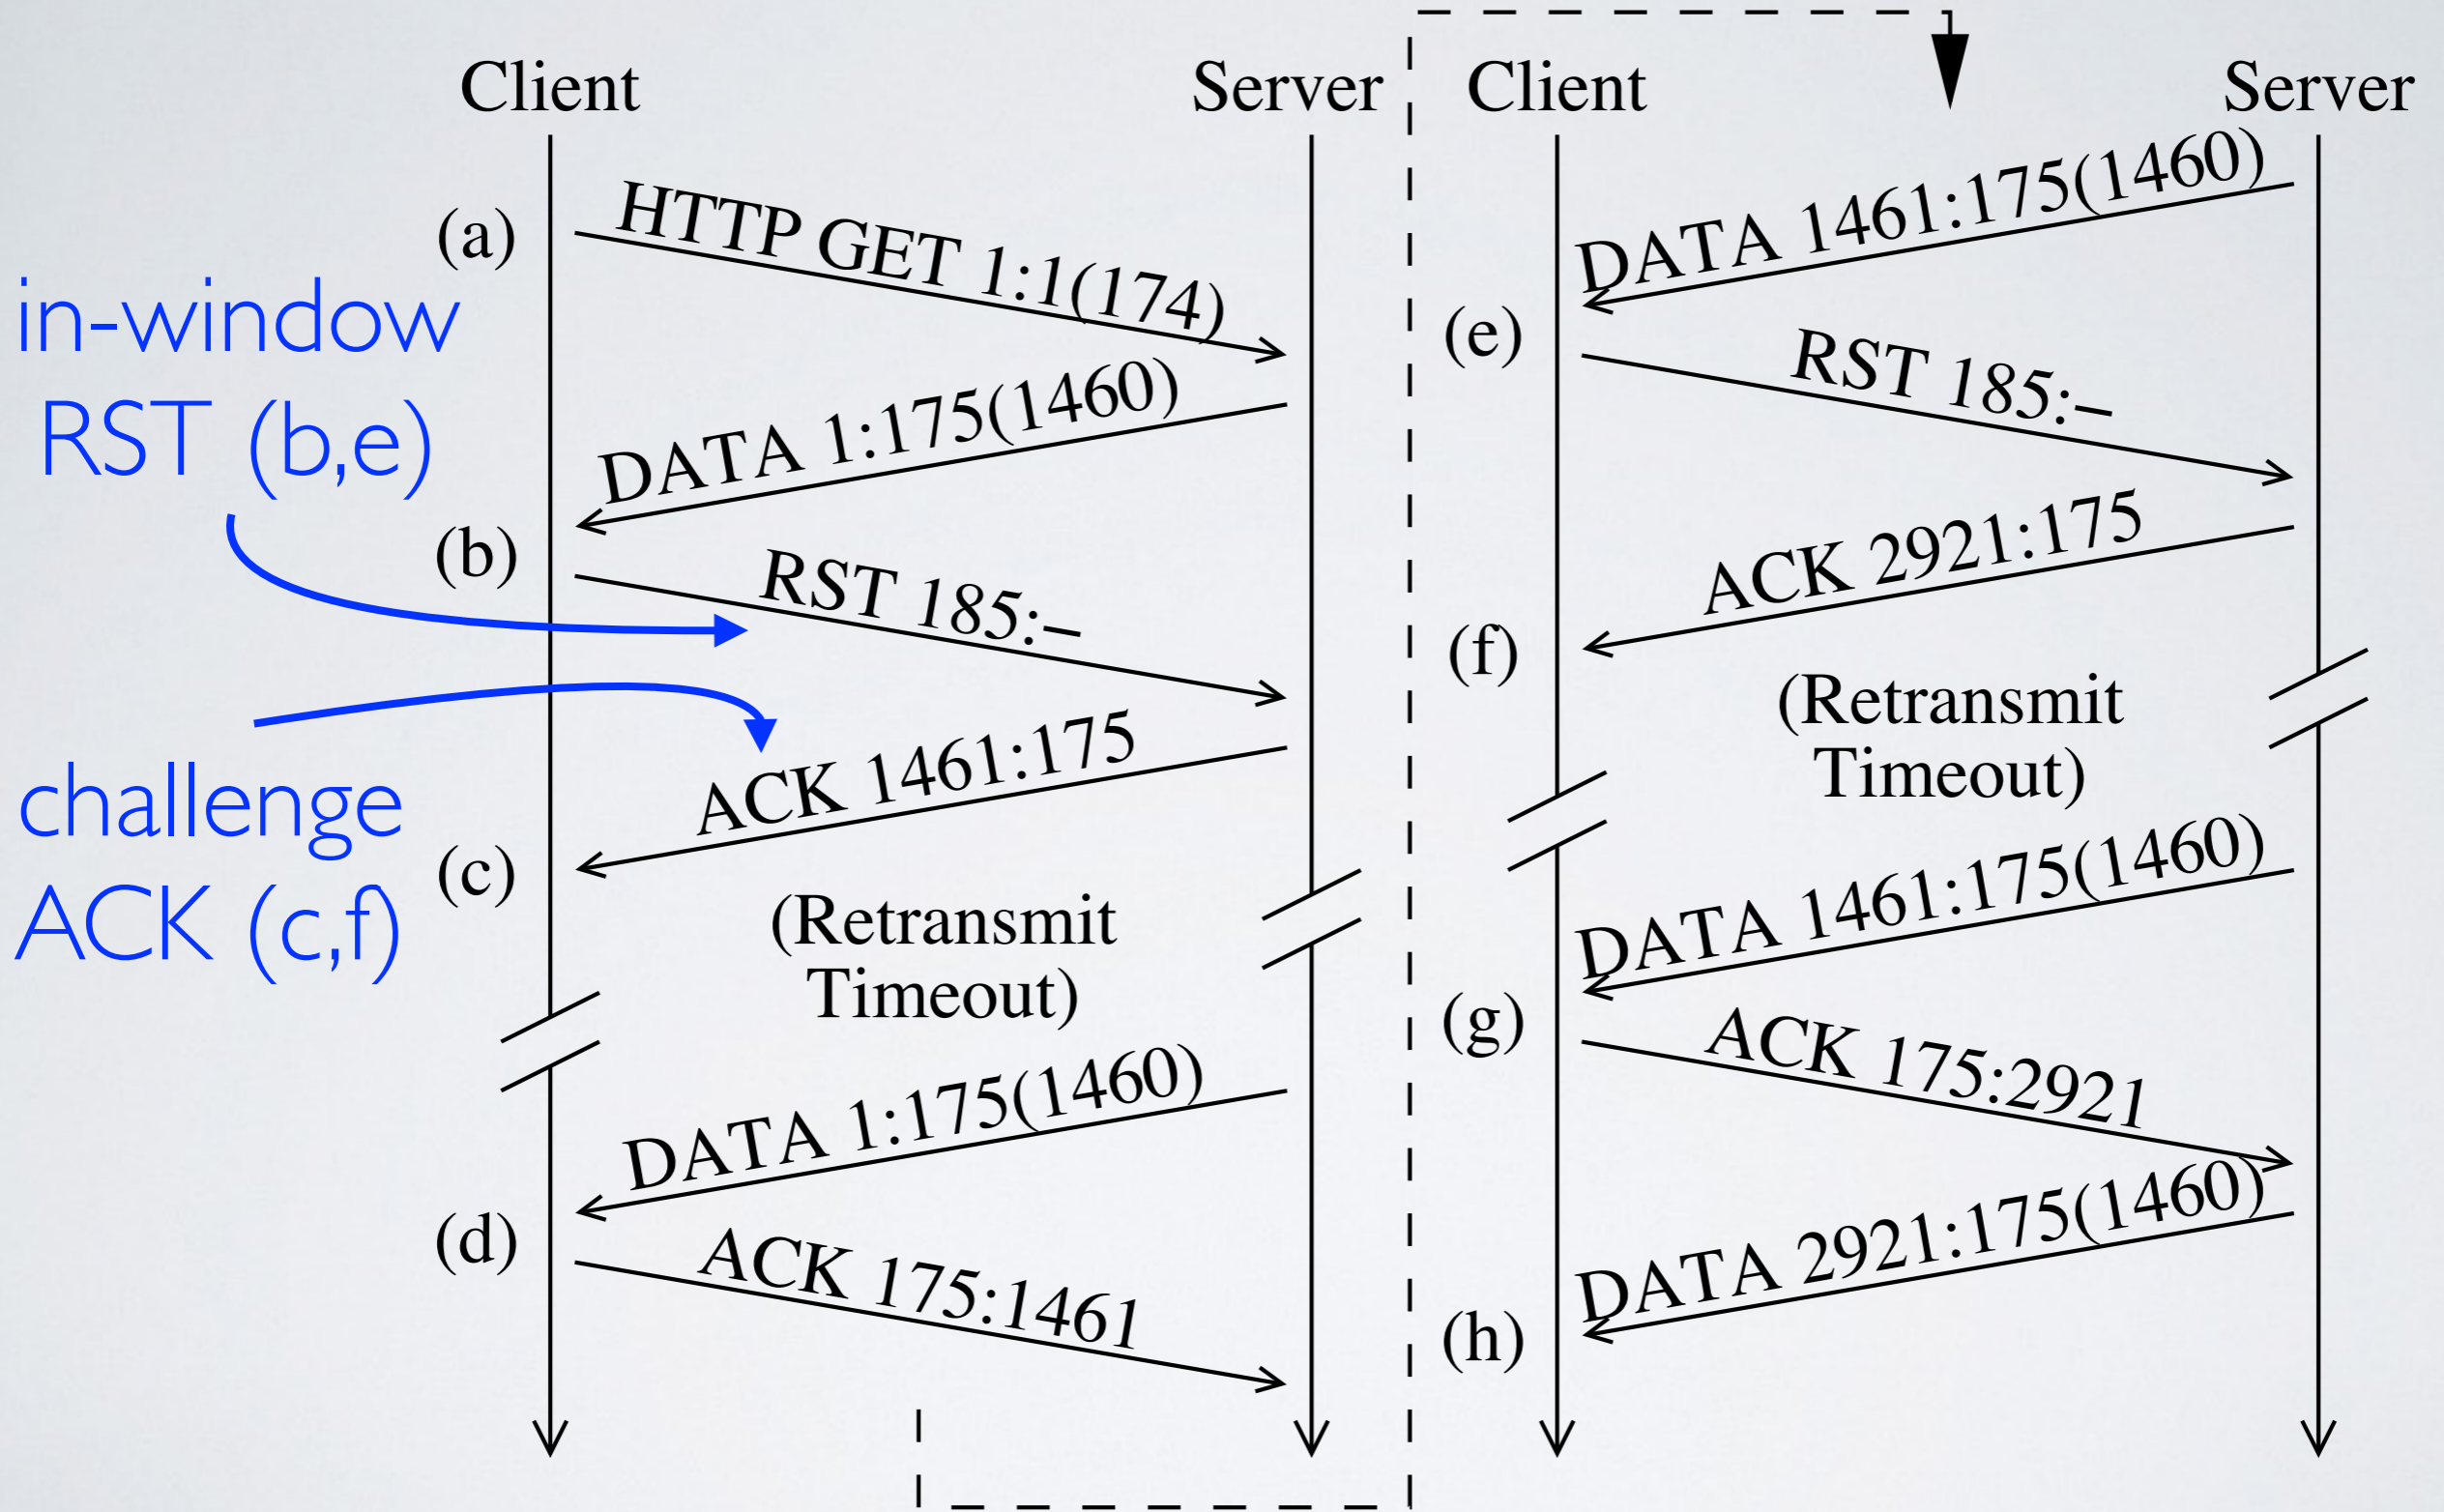 Client
Server
(a)
HTTP GET 1:1(174)
in-window
RST (b,e)
DATA 1:175(1460)
(b)
RST 185:–
challenge
ACK (c,f)
ACK 1461:175
(c)
(Retransmit
Timeout)
DATA 1:175(1460)
(d)
ACK 175:1461
Client
Server
DATA 1461:175(1460)
(e)
RST 185:–
ACK 2921:175
(f)
(Retransmit
Timeout)
DATA 1461:175(1460)
(g)
ACK 175:2921
DATA 2921:175(1460)
(h)